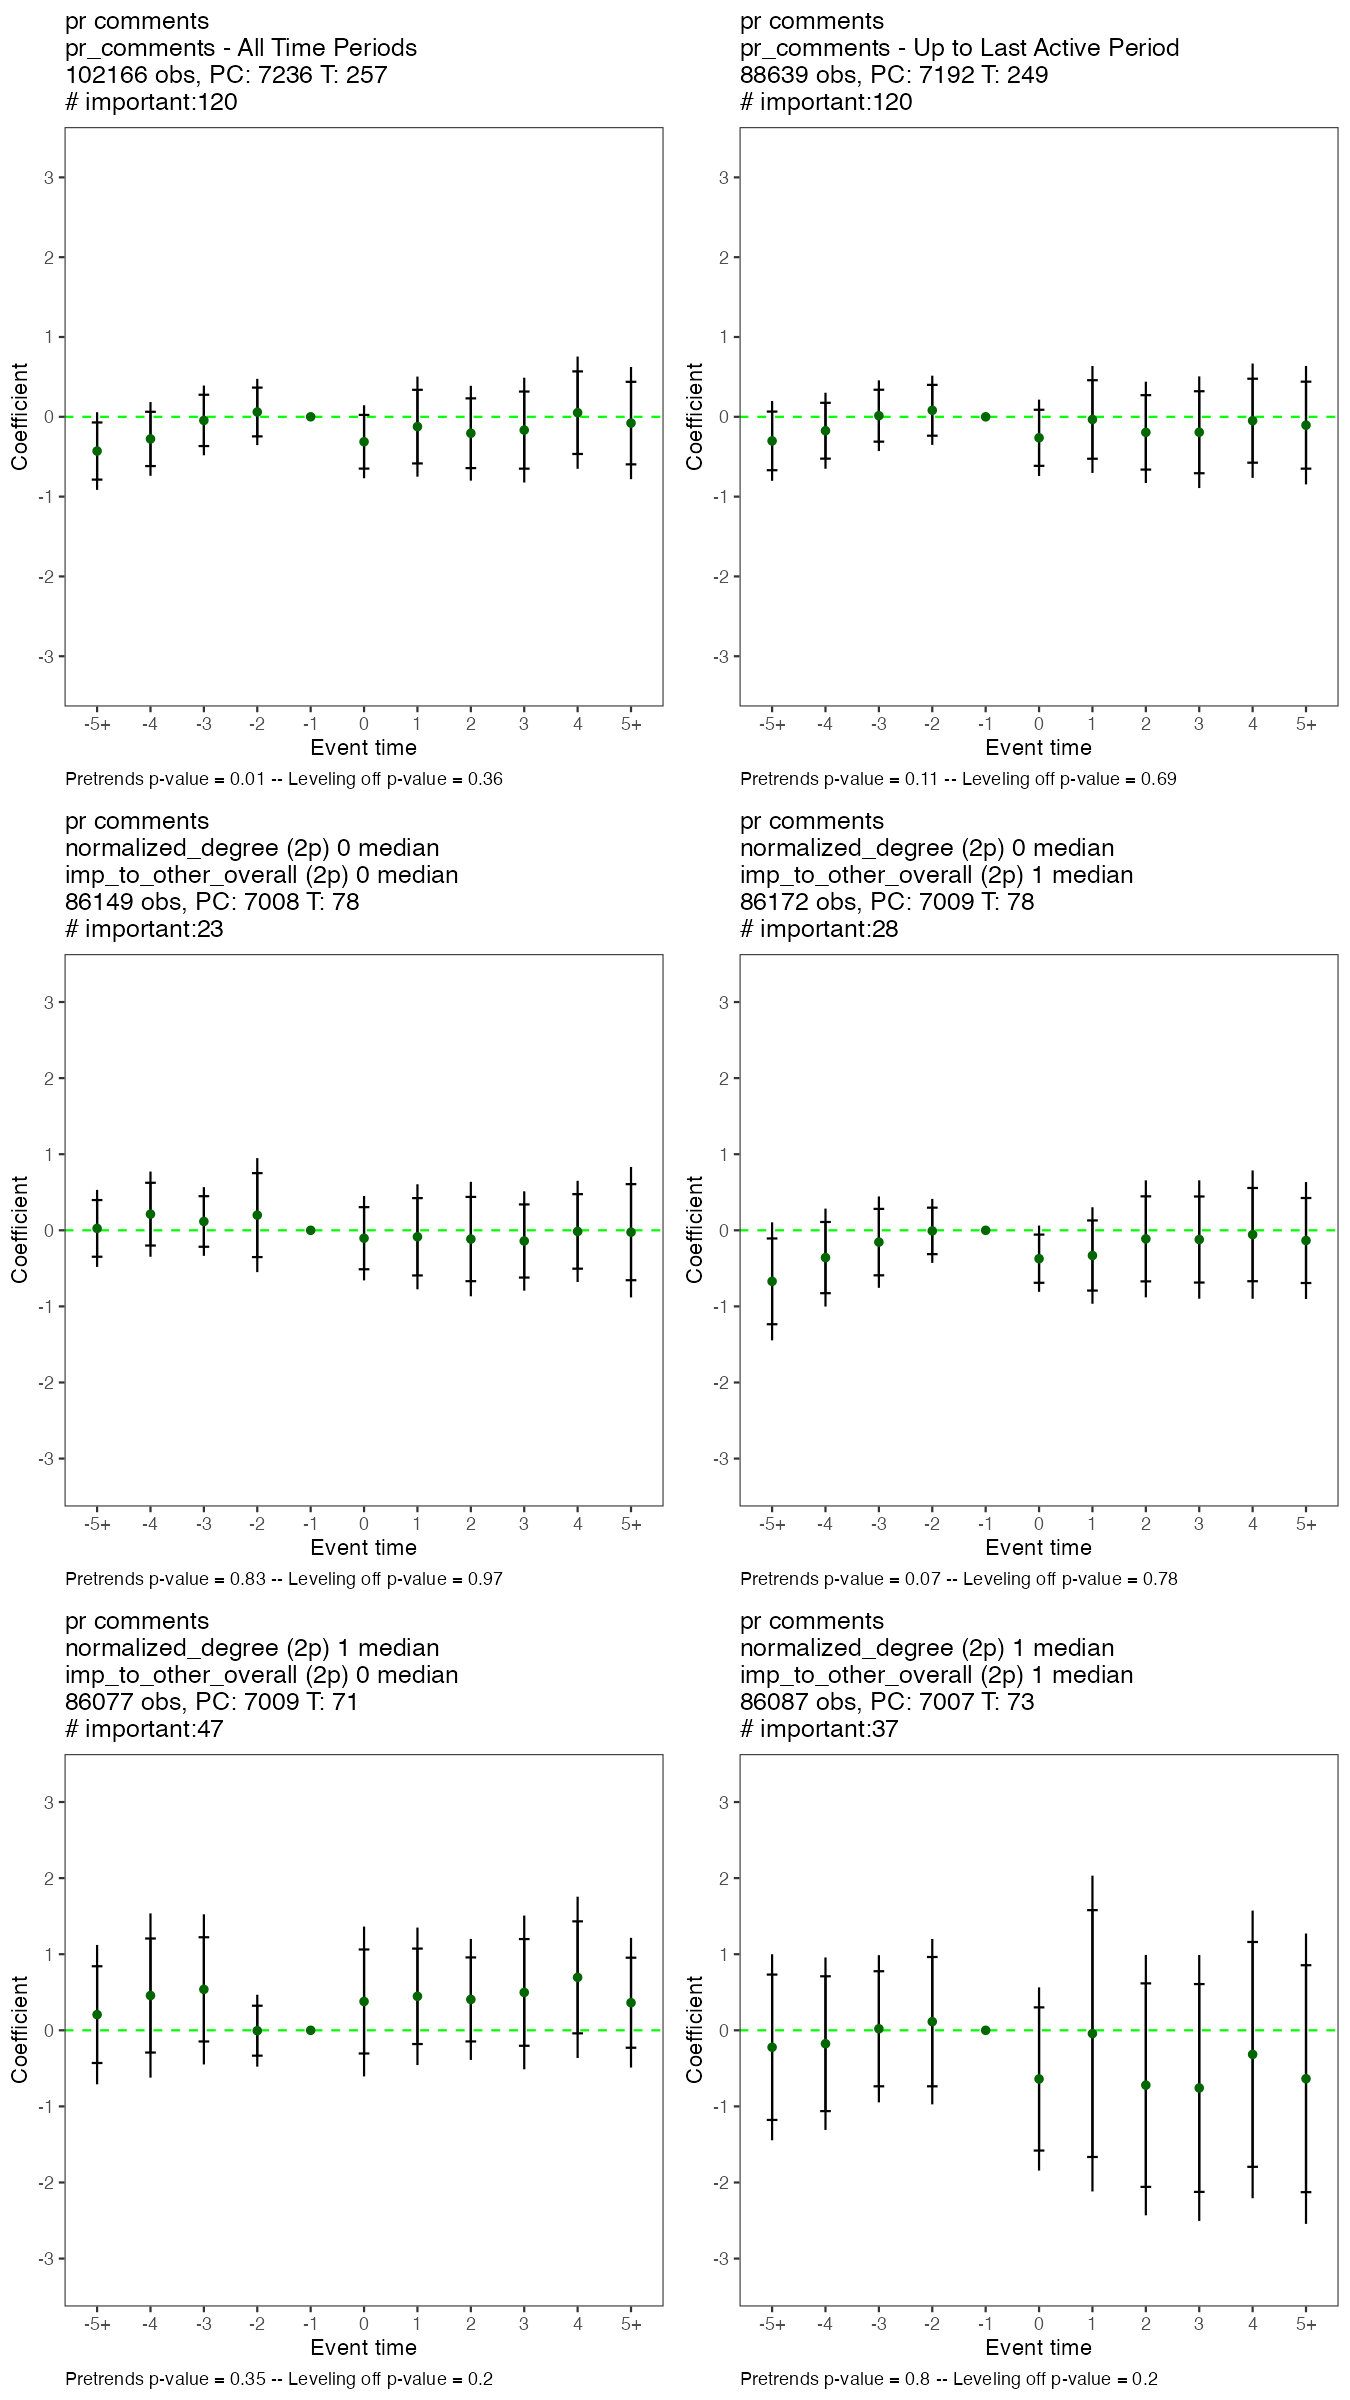 pr comments
pr_comments - All Time Periods
102166 obs, PC: 7236 T: 257
# important:120
3
2
1
0
-1
-2
-3
Coefficient
-5+ -4 -3 -2 -1 0 1 2 3 4 5+
Event time
Pretrends p-value = 0.01 -- Leveling off p-value = 0.36
pr comments
pr_comments - Up to Last Active Period
88639 obs, PC: 7192 T: 249
# important:120
3
2
1
0
-1
-2
-3
Coefficient
-5+ -4 -3 -2 -1 0 1 2 3 4 5+
Event time
Pretrends p-value = 0.11 -- Leveling off p-value = 0.69
pr comments
normalized_degree (2p) 0 median
imp_to_other_overall (2p) 0 median
86149 obs, PC: 7008 T: 78
# important:23
3
2
1
0
-1
-2
-3
Coefficient
-5+ -4 -3 -2 -1 0 1 2 3 4 5+
Event time
Pretrends p-value = 0.83 -- Leveling off p-value = 0.97
pr comments
normalized_degree (2p) 0 median
imp_to_other_overall (2p) 1 median
86172 obs, PC: 7009 T: 78
# important:28
3
2
1
0
-1
-2
-3
Coefficient
-5+ -4 -3 -2 -1 0 1 2 3 4 5+
Event time
Pretrends p-value = 0.07 -- Leveling off p-value = 0.78
pr comments
normalized_degree (2p) 1 median
imp_to_other_overall (2p) 0 median
86077 obs, PC: 7009 T: 71
# important:47
3
2
1
0
-1
-2
-3
Coefficient
-5+ -4 -3 -2 -1 0 1 2 3 4 5+
Event time
Pretrends p-value = 0.35 -- Leveling off p-value = 0.2
pr comments
normalized_degree (2p) 1 median
imp_to_other_overall (2p) 1 median
86087 obs, PC: 7007 T: 73
# important:37
3
2
1
0
-1
-2
-3
Coefficient
-5+ -4 -3 -2 -1 0 1 2 3 4 5+
Event time
Pretrends p-value = 0.8 -- Leveling off p-value = 0.2